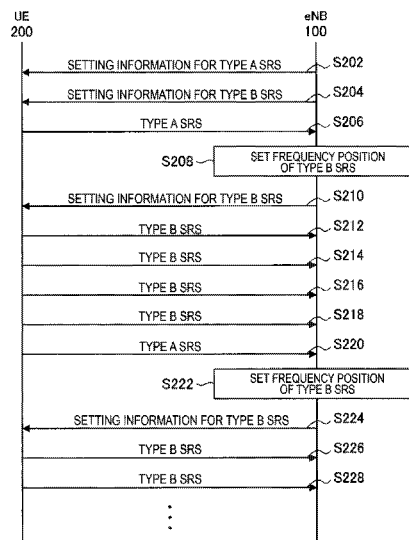 UE
200
eNB
100
SETTING INFORMATION FOR TYPE A SRS
S202
SETTING INFORMATION FOR TYPE B SRS
S204
TYPE A SRS
S206
S208
SET FREQUENCY POSITION
OF TYPE B SRS
SETTING INFORMATION FOR TYPE B SRS
S210
TYPE B SRS
S212
TYPE B SRS
S214
TYPE B SRS
S216
TYPE B SRS
S218
TYPE A SRS
S220
S222
SET FREQUENCY POSITION
OF TYPE B SRS
SETTING INFORMATION FOR TYPE B SRS
S224
TYPE B SRS
S226
TYPE B SRS
S228